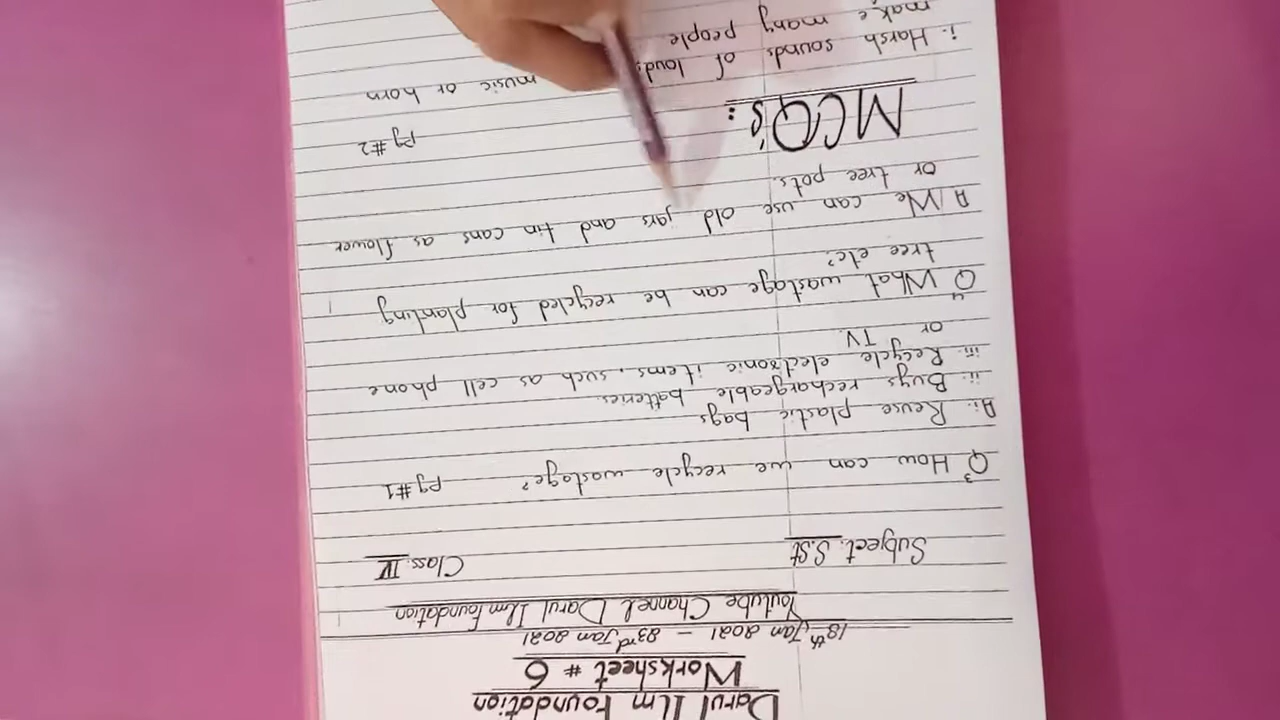 Darul Ilm Foundation
Worksheet # 6
18th Jan 2021 - 23rd Jan 2021
Youtube Channel Darul Ilm Foundation
Subject: S.St Class: IV
Q3 How can we recycle wastage? pg #1
A: i. Reuse plastic bags
ii. Buys rechargeable batteries.
iii. Recycle electronic items, such as cell phone
or TV.
Q4 What wastage can be recycled for planting
tree etc?
A/ We can use old jars and tin cans as flower
or tree pots.
MCQ's: pg #2
i. Harsh sounds of loud music or horn
make many people